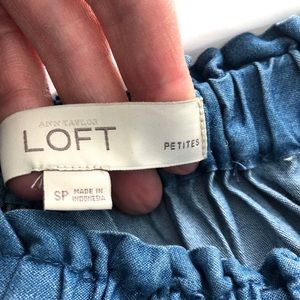 ANN TAYLOR
LOFT
PETITES
SP
MADE IN
INDONESIA